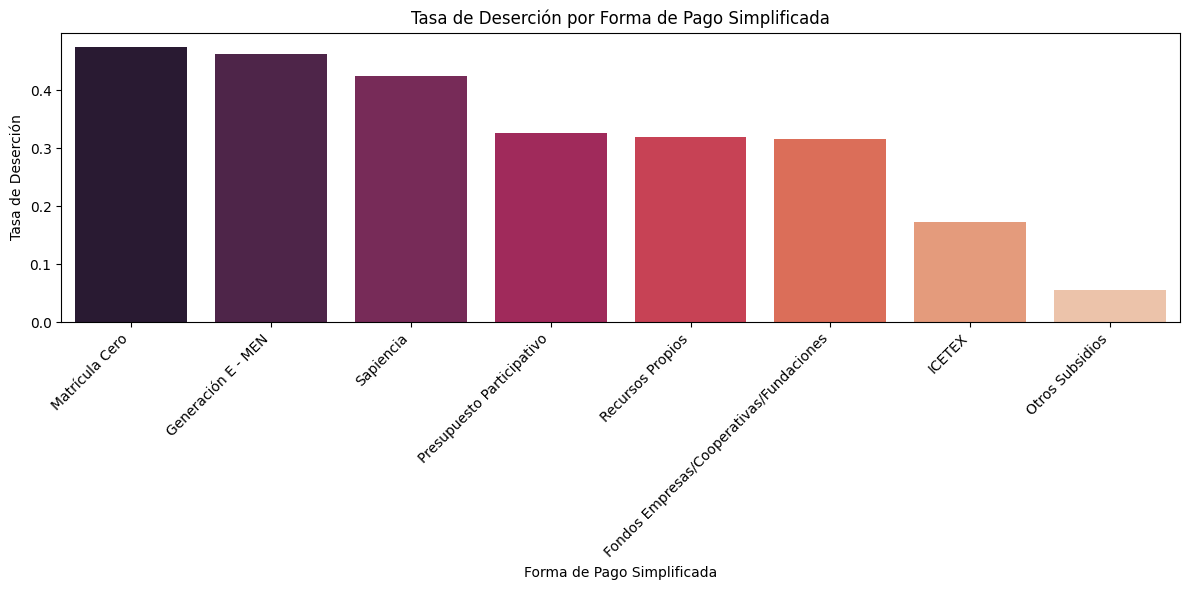 Tasa de Deserción por Forma de Pago Simplificada
Tasa de Deserción
0.4
0.3
0.2
0.1
0.0
Matrícula Cero
Generación E - MEN
Sapiencia
Presupuesto Participativo
Recursos Propios
Fondos Empresas/Cooperativas/Fundaciones
ICETEX
Otros Subsidios
Forma de Pago Simplificada